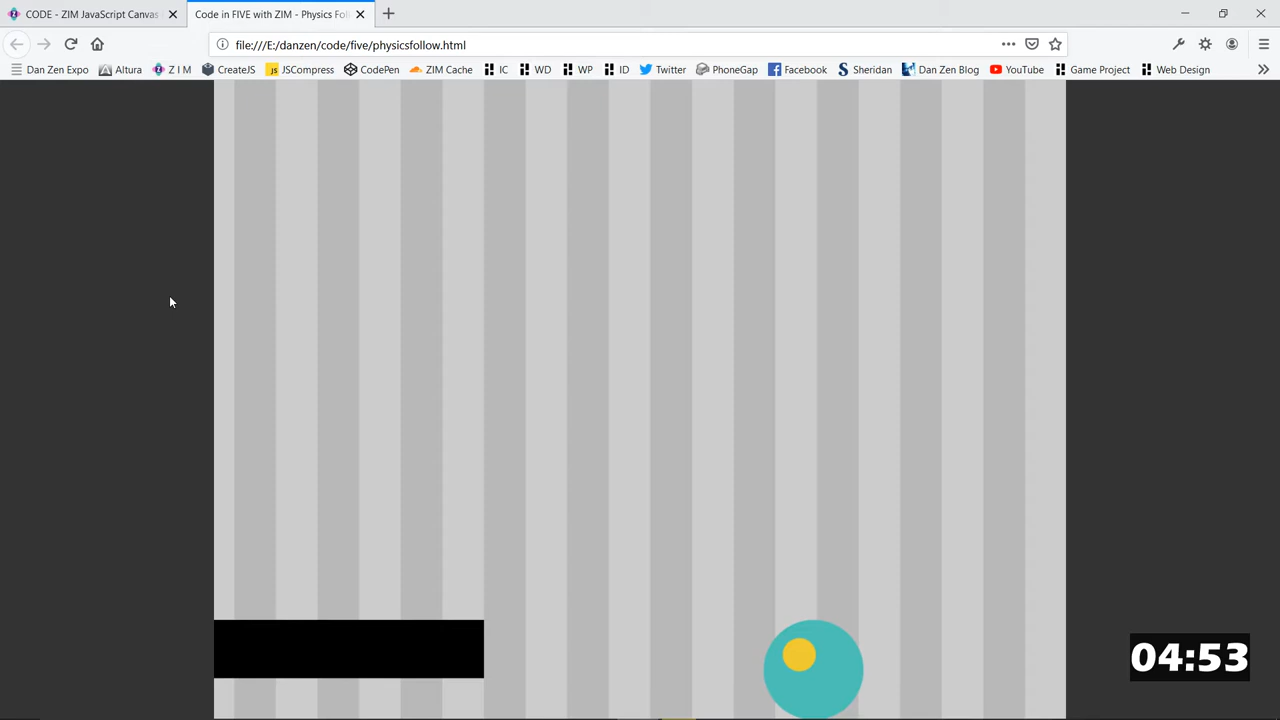 CODE - ZIM JavaScript Canvas
Code in FIVE with ZIM - Physics Fol
file:///E:/danzen/code/five/physicsfollow.html
Dan Zen Expo Altura Z I M CreateJS JSCompress CodePen ZIM Cache IC WD WP ID Twitter PhoneGap Facebook Sheridan Dan Zen Blog YouTube Game Project Web Design
04:53